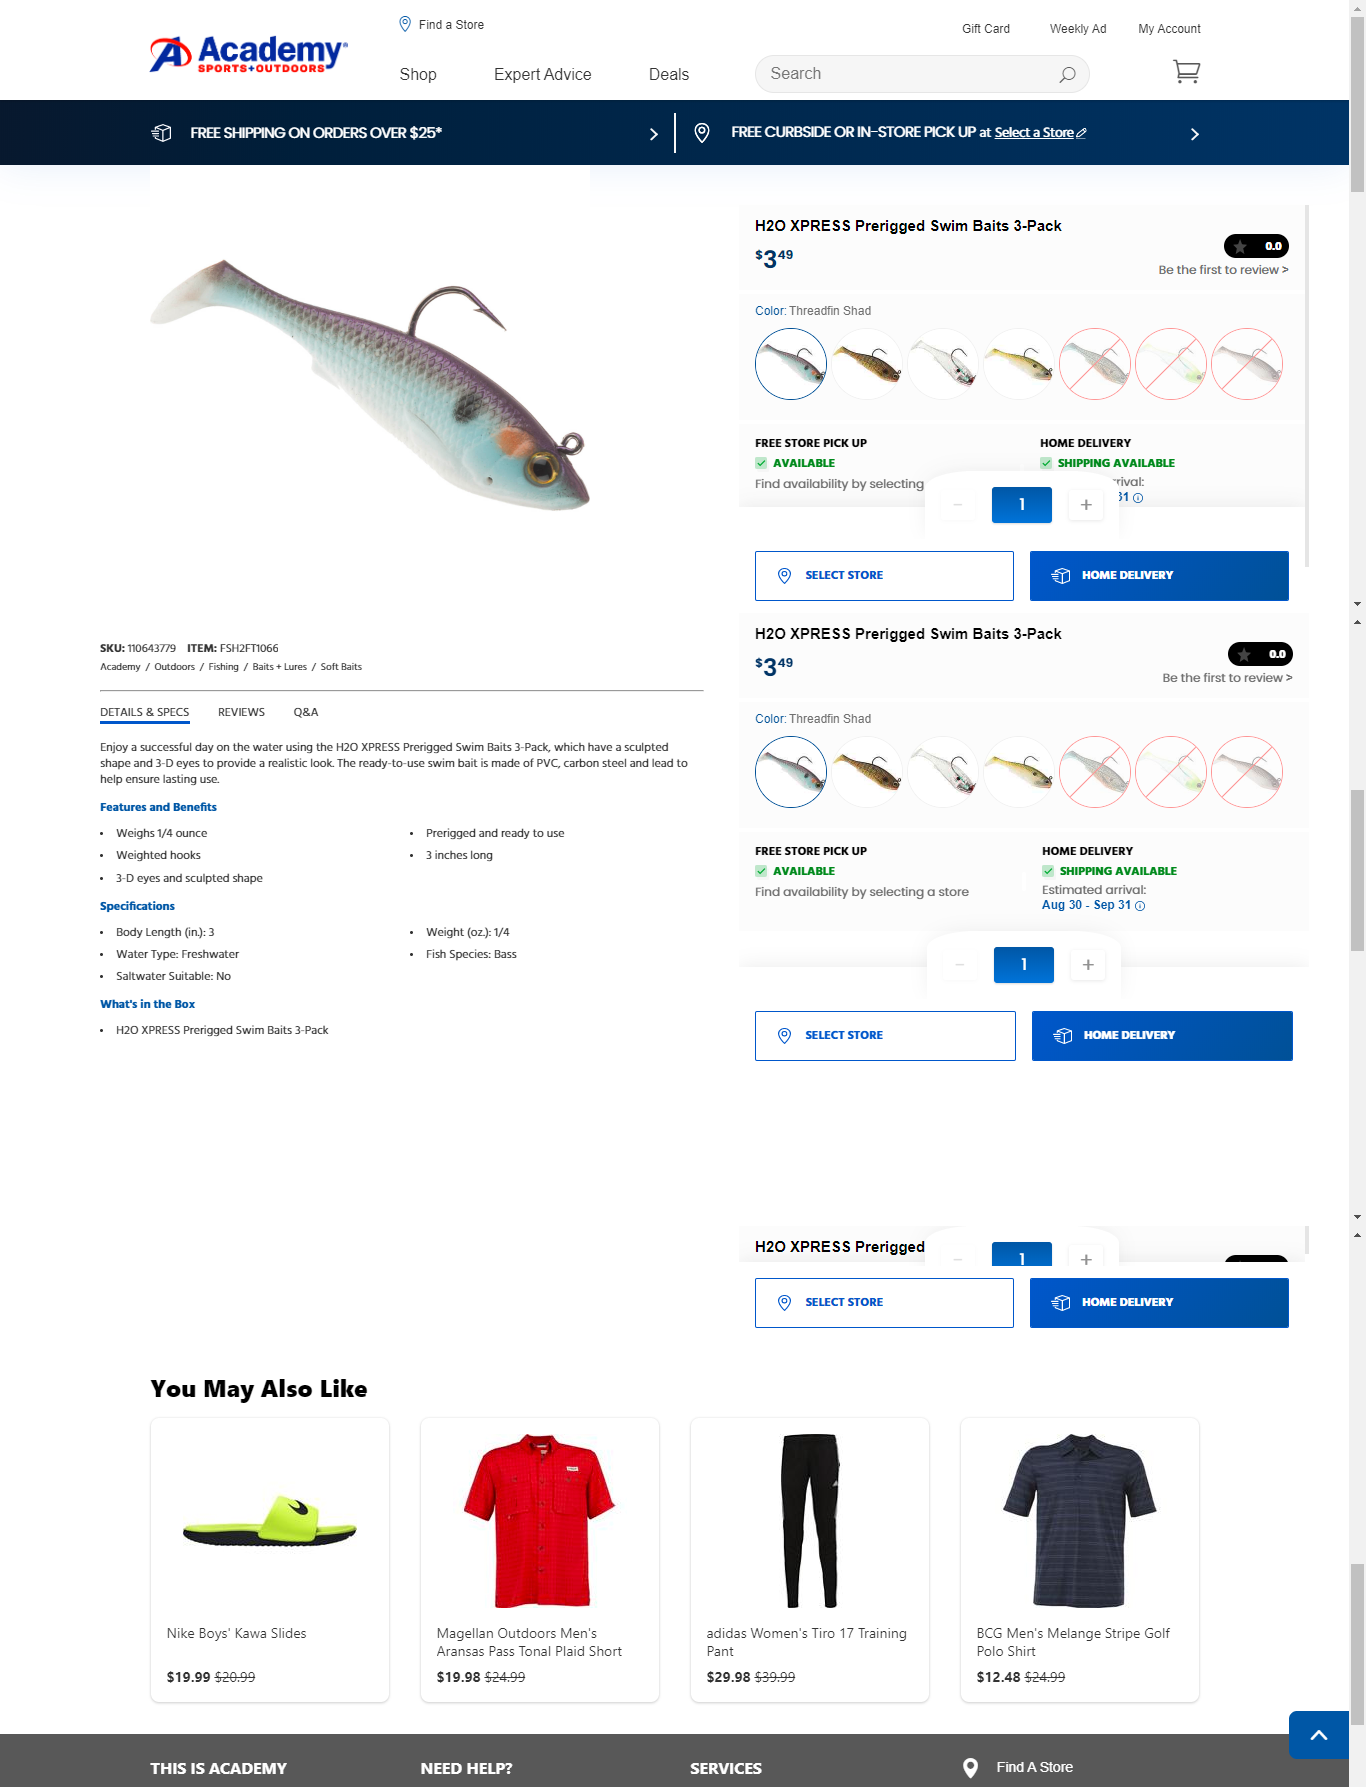 Find a Store
Gift Card
Weekly Ad
My Account
Academy
SPORTS+OUTDOORS
Shop
Expert Advice
Deals
Search
FREE SHIPPING ON ORDERS OVER $25*
FREE CURBSIDE OR IN-STORE PICK UP at Select a Store
H2O XPRESS Prerigged Swim Baits 3-Pack
$3 49
0.0
Be the first to review >
Color: Threadfin Shad
FREE STORE PICK UP
AVAILABLE
Find availability by selecting
HOME DELIVERY
SHIPPING AVAILABLE
rival:
31
- 1 +
SELECT STORE
HOME DELIVERY
SKU: 110643779 ITEM: FSH2FT1066
Academy / Outdoors / Fishing / Baits + Lures / Soft Baits
DETAILS & SPECS
REVIEWS
Q&A
Enjoy a successful day on the water using the H2O XPRESS Prerigged Swim Baits 3-Pack, which have a sculpted
shape and 3-D eyes to provide a realistic look. The ready-to-use swim bait is made of PVC, carbon steel and lead to
help ensure lasting use.
Features and Benefits
• Weighs 1/4 ounce
• Weighted hooks
• 3-D eyes and sculpted shape
• Prerigged and ready to use
• 3 inches long
Specifications
• Body Length (in.): 3
• Water Type: Freshwater
• Saltwater Suitable: No
• Weight (oz.): 1/4
• Fish Species: Bass
What's in the Box
• H2O XPRESS Prerigged Swim Baits 3-Pack
H2O XPRESS Prerigged Swim Baits 3-Pack
$3 49
0.0
Be the first to review >
Color: Threadfin Shad
FREE STORE PICK UP
AVAILABLE
Find availability by selecting a store
HOME DELIVERY
SHIPPING AVAILABLE
Estimated arrival:
Aug 30 - Sep 31
- 1 +
SELECT STORE
HOME DELIVERY
H2O XPRESS Prerigged
- 1 +
SELECT STORE
HOME DELIVERY
You May Also Like
Nike Boys' Kawa Slides
$19.99 $20.99
Magellan Outdoors Men's
Aransas Pass Tonal Plaid Short
$19.98 $24.99
adidas Women's Tiro 17 Training
Pant
$29.98 $39.99
BCG Men's Melange Stripe Golf
Polo Shirt
$12.48 $24.99
THIS IS ACADEMY
NEED HELP?
SERVICES
Find A Store